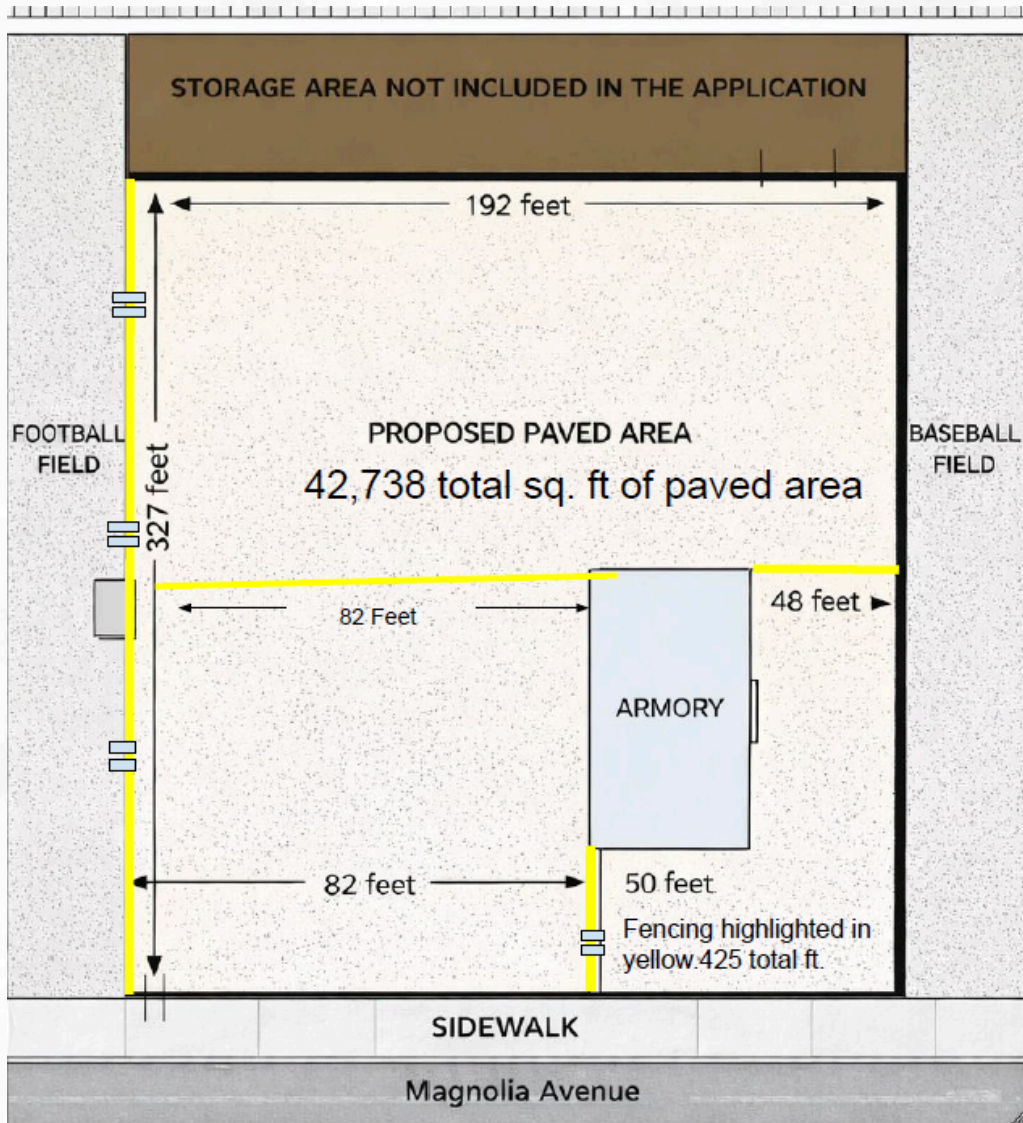 STORAGE AREA NOT INCLUDED IN THE APPLICATION
192 feet
327 feet
FOOTBALL
FIELD
PROPOSED PAVED AREA
42,738 total sq. ft of paved area
BASEBALL
FIELD
82 Feet
48 feet
ARMORY
82 feet
50 feet
Fencing highlighted in
yellow.425 total ft.
SIDEWALK
Magnolia Avenue